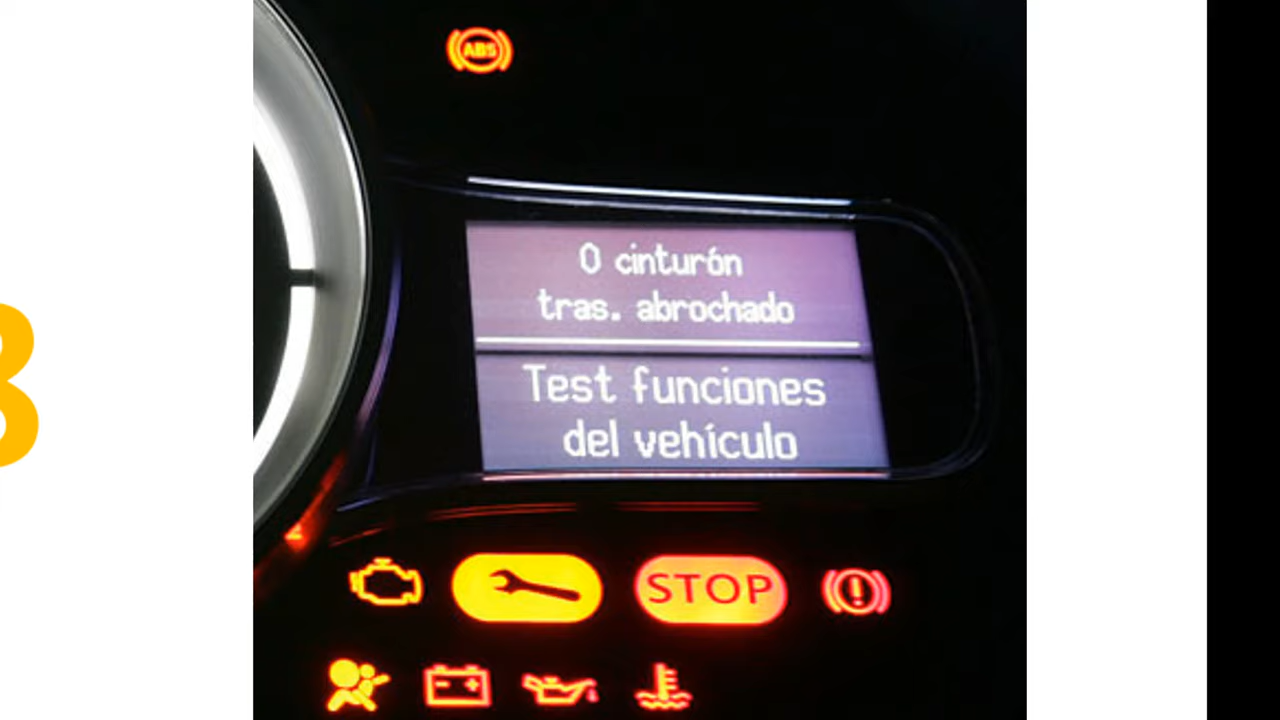 ABS
0 cinturón
tras. abrochado
Test funciones
del vehículo
STOP